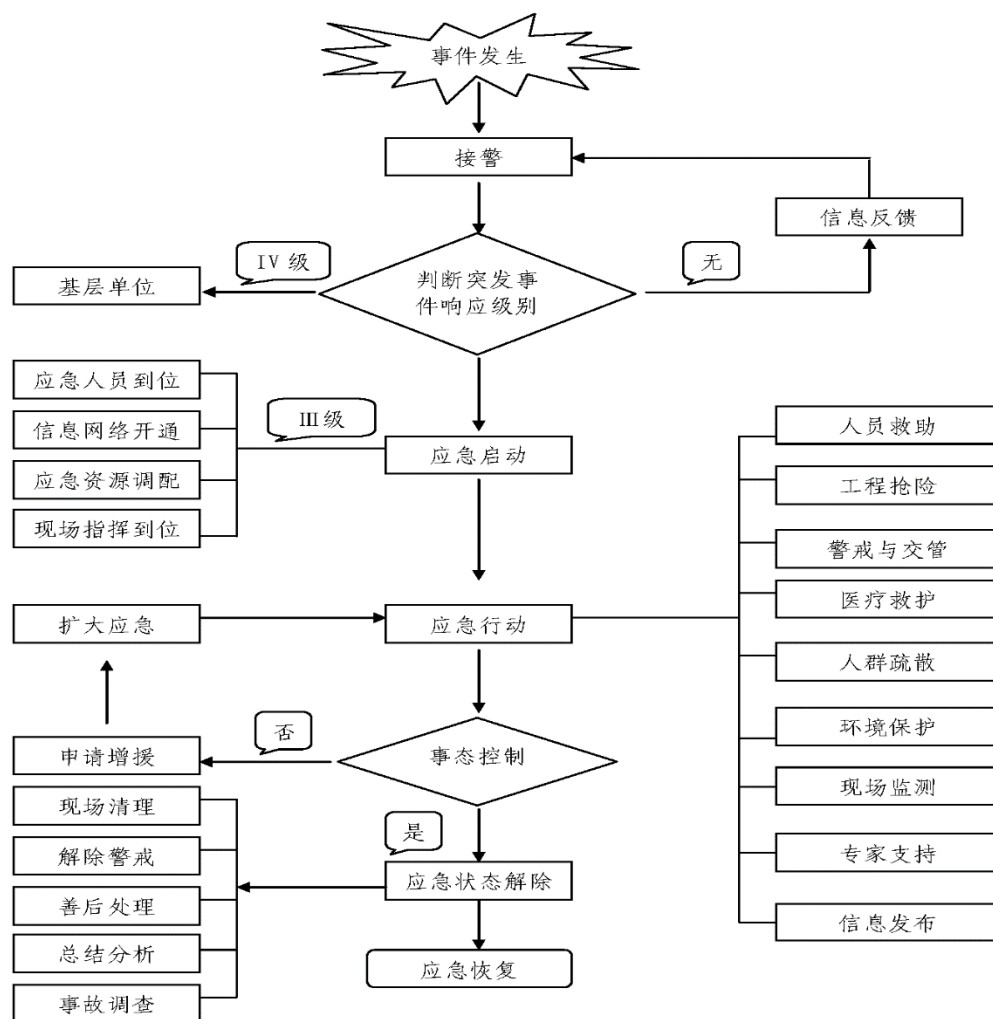 事件发生
接警
信息反馈
IV 级
无
基层单位
判断突发事
件响应级别
应急人员到位
信息网络开通
应急资源调配
现场指挥到位
III 级
应急启动
人员救助
工程抢险
警戒与交管
医疗救护
人群疏散
环境保护
现场监测
专家支持
信息发布
扩大应急
应急行动
否
申请增援
事态控制
现场清理
解除警戒
善后处理
总结分析
事故调查
是
应急状态解除
应急恢复